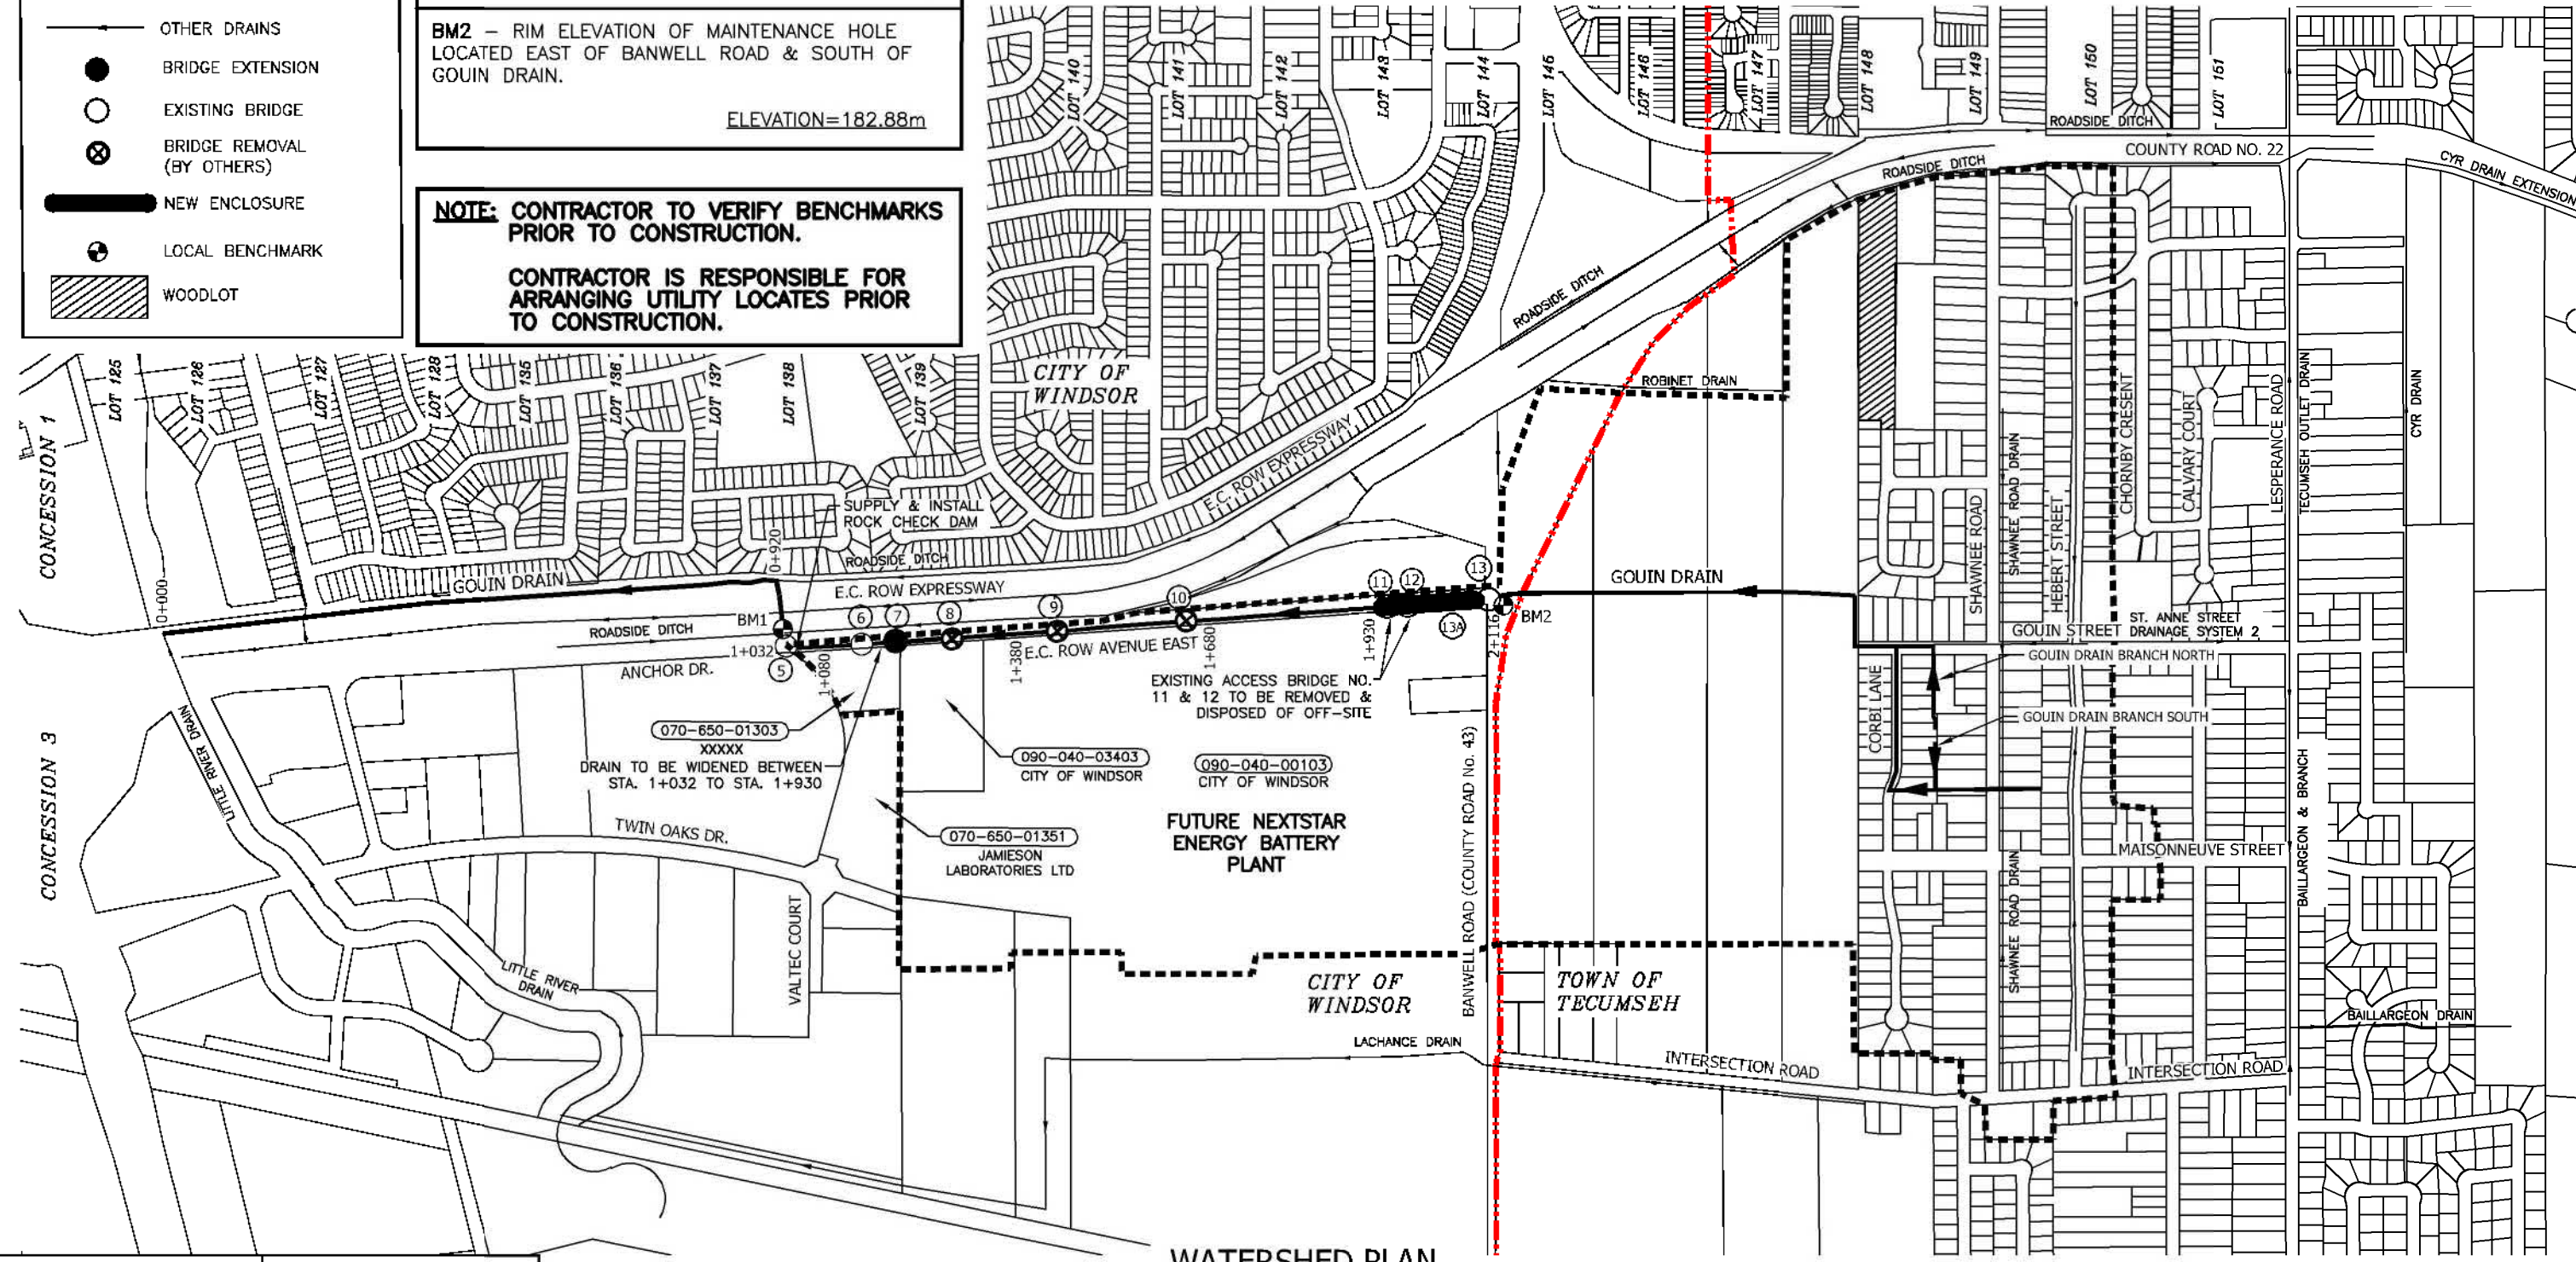 OTHER DRAINS
BRIDGE EXTENSION
EXISTING BRIDGE
BRIDGE REMOVAL
(BY OTHERS)
NEW ENCLOSURE
LOCAL BENCHMARK
WOODLOT
BM2 – RIM ELEVATION OF MAINTENANCE HOLE
LOCATED EAST OF BANWELL ROAD & SOUTH OF
GOUIN DRAIN.
ELEVATION=182.88m
NOTE: CONTRACTOR TO VERIFY BENCHMARKS
PRIOR TO CONSTRUCTION.
CONTRACTOR IS RESPONSIBLE FOR
ARRANGING UTILITY LOCATES PRIOR
TO CONSTRUCTION.
LOT 140
LOT 141
LOT 142
LOT 143
LOT 144
LOT 145
LOT 146
LOT 147
LOT 148
LOT 149
LOT 150
LOT 151
ROADSIDE DITCH
COUNTY ROAD NO. 22
CYR DRAIN EXTENSION
ROADSIDE DITCH
ROADSIDE DITCH
CONCESSION 1
LOT 125
LOT 126
LOT 127
LOT 128
LOT 135
LOT 136
LOT 137
LOT 138
LOT 139
CITY OF
WINDSOR
ROBINET DRAIN
E.C. ROW EXPRESSWAY
SHAWNEE ROAD
SHAWNEE ROAD DRAIN
HEBERT STREET
CHORNBY CRESENT
CALVARY COURT
LESPERANCE ROAD
TECUMSEH OUTLET DRAIN
CYR DRAIN
SUPPLY & INSTALL
ROCK CHECK DAM
0+000
GOUIN DRAIN
0+920
ROADSIDE DITCH
E.C. ROW EXPRESSWAY
ROADSIDE DITCH
BM1
1+032
5
6
7
8
9
10
11
12
13
13A
GOUIN DRAIN
BM2
1+080
1+380
1+680
1+930
2+116
ANCHOR DR.
E.C. ROW AVENUE EAST
EXISTING ACCESS BRIDGE NO.
11 & 12 TO BE REMOVED &
DISPOSED OF OFF-SITE
ST. ANNE STREET
GOUIN STREET DRAINAGE SYSTEM 2
GOUIN DRAIN BRANCH NORTH
GOUIN DRAIN BRANCH SOUTH
CORBI LANE
CONCESSION 3
LITTLE RIVER DRAIN
070-650-01303
XXXXX
DRAIN TO BE WIDENED BETWEEN
STA. 1+032 TO STA. 1+930
090-040-03403
CITY OF WINDSOR
090-040-00103
CITY OF WINDSOR
FUTURE NEXTSTAR
ENERGY BATTERY
PLANT
070-650-01351
JAMIESON
LABORATORIES LTD
TWIN OAKS DR.
VALTEC COURT
BANWELL ROAD (COUNTY ROAD No. 43)
MAISONNEUVE STREET
BAILLARGEON & BRANCH
SHAWNEE ROAD DRAIN
LITTLE RIVER
DRAIN
CITY OF
WINDSOR
TOWN OF
TECUMSEH
BAILLARGEON DRAIN
LACHANCE DRAIN
INTERSECTION ROAD
INTERSECTION ROAD
WATERSHED PLAN